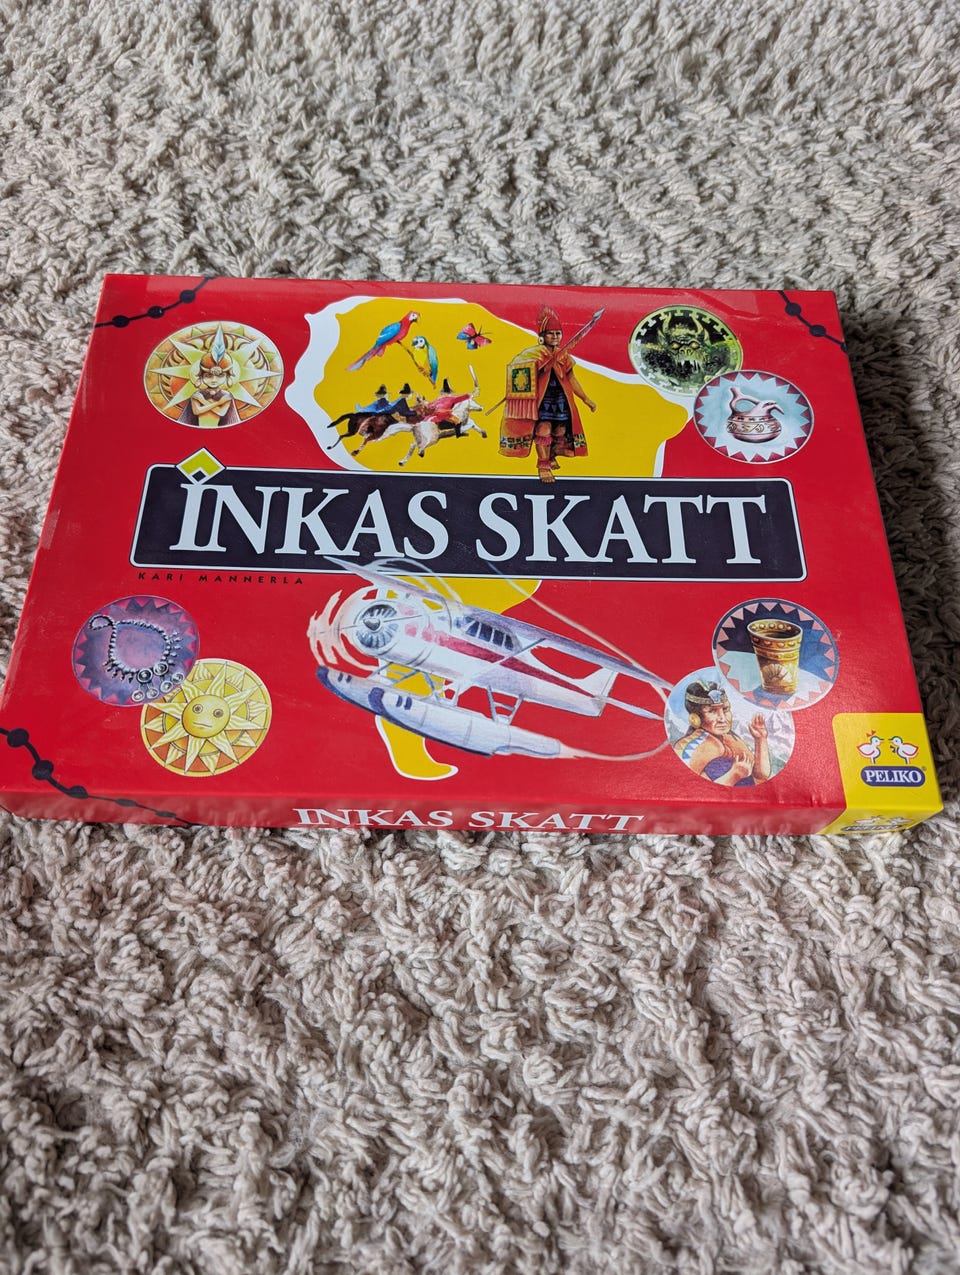 INKAS SKATT
KARI MANNERLA
PELIKO
INKAS SKATT